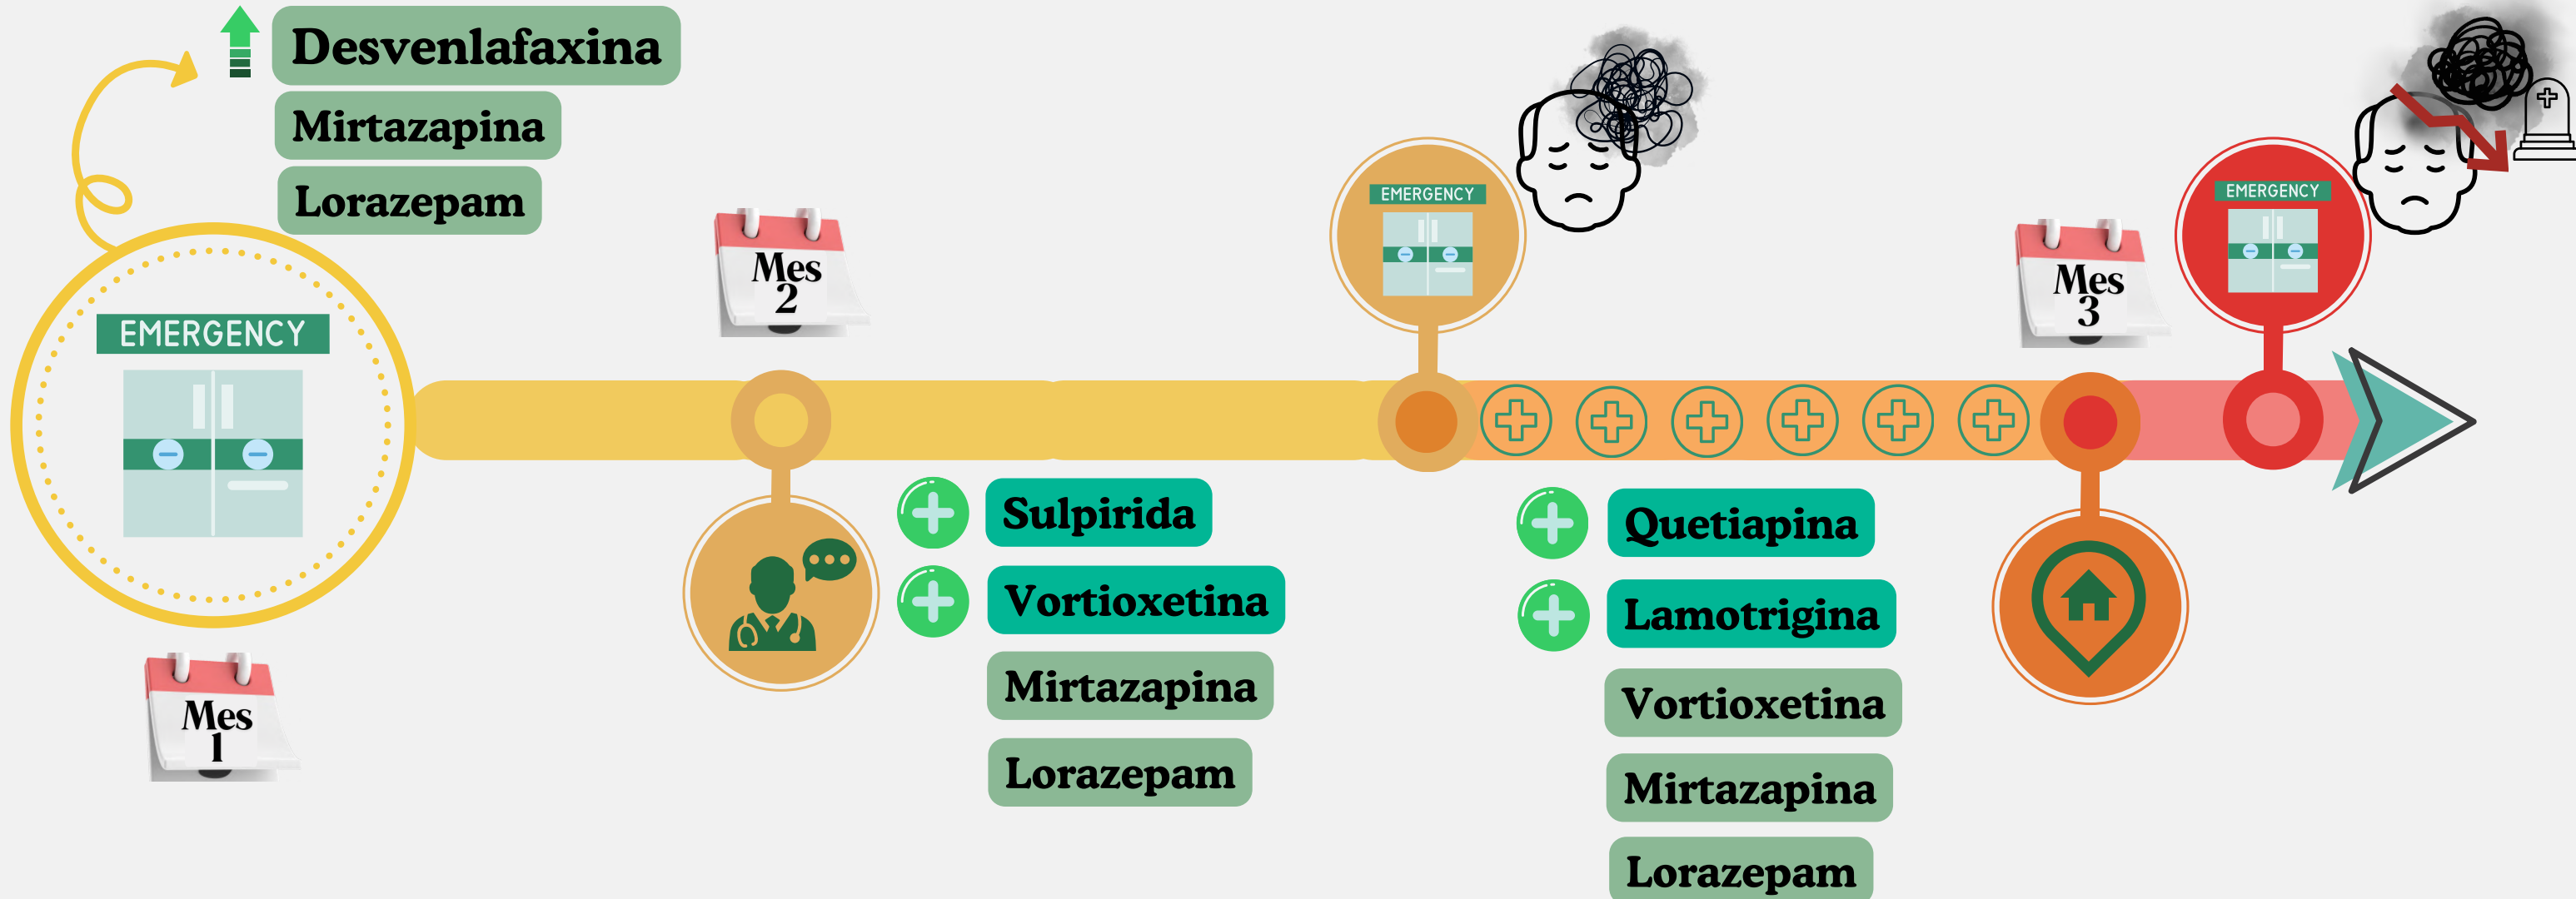 Desvenlafaxina
Mirtazapina
Lorazepam
EMERGENCY
Mes
1
Mes
2
Sulpirida
Vortioxetina
Mirtazapina
Lorazepam
EMERGENCY
Quetiapina
Lamotrigina
Vortioxetina
Mirtazapina
Lorazepam
Mes
3
EMERGENCY